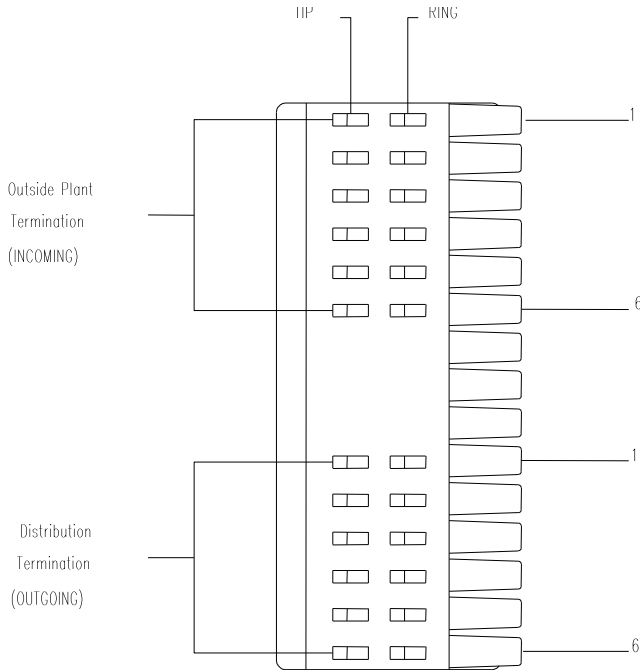 TIP RING
1
Outside Plant
Termination
(INCOMING)
6
1
Distribution
Termination
(OUTGOING)
6